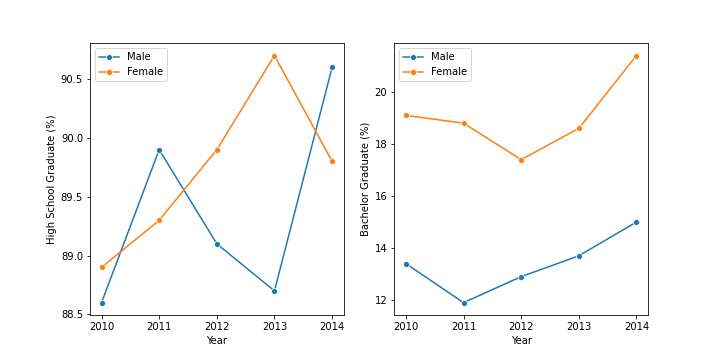 Male
Female
High School Graduate (%)
90.5
90.0
89.5
89.0
88.5
2010 2011 2012 2013 2014
Year
Male
Female
Bachelor Graduate (%)
20
18
16
14
12
2010 2011 2012 2013 2014
Year